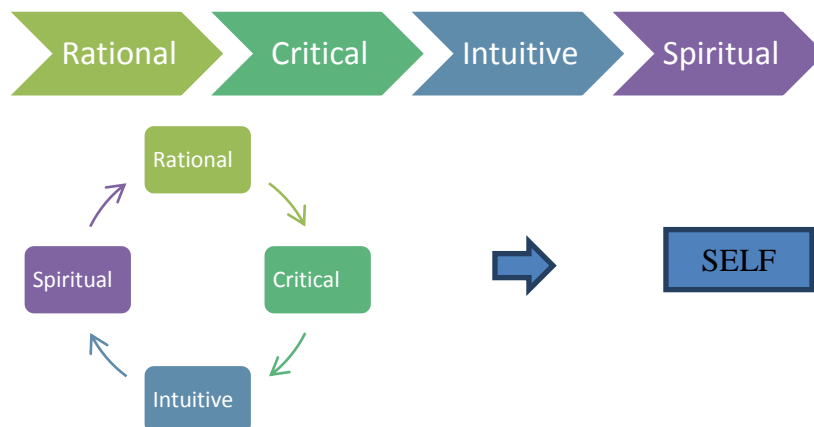 Rational Critical Intuitive Spiritual
Rational
Spiritual Critical SELF
Intuitive